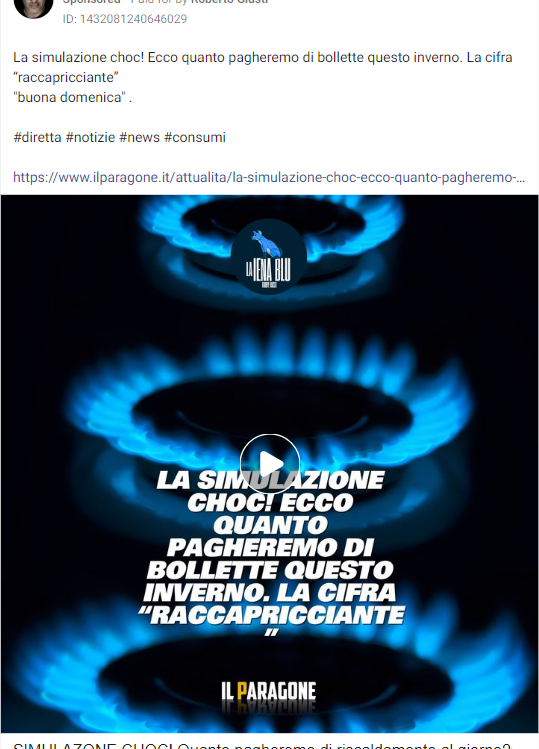 Sponsored · Paid for by Roberto Giusti
ID: 1432081240646029
La simulazione choc! Ecco quanto pagheremo di bollette questo inverno. La cifra
“raccapricciante”
"buona domenica" .
#diretta #notizie #news #consumi
https://www.ilparagone.it/attualita/la-simulazione-choc-ecco-quanto-pagheremo-...
LA IENA BLU
LA SIMULAZIONE
CHOC! ECCO
QUANTO
PAGHEREMO DI
BOLLETTE QUESTO
INVERNO. LA CIFRA
“RACCAPRICCIANTE
”
IL PARAGONE
SIMULAZONE CHOC! Quanto pagheremo di riscaldamento al giorno?